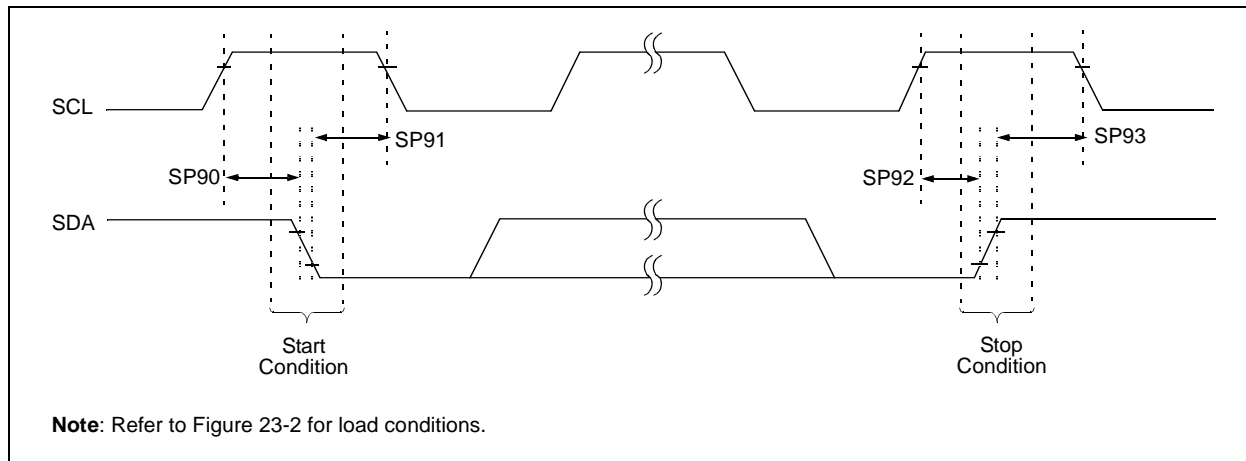 SCL
SP91
SP93
SP90
SP92
SDA
Start
Condition
Stop
Condition
Note: Refer to Figure 23-2 for load conditions.